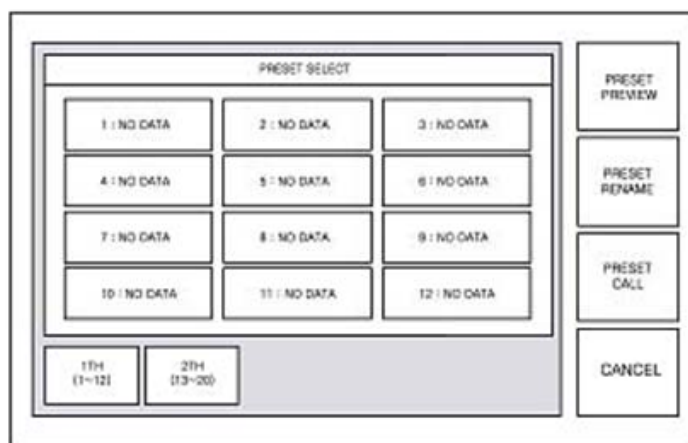 PRESET SELECT
1 : NO DATA
2 : NO DATA
3 : NO DATA
4 : NO DATA
5 : NO DATA
6 : NO DATA
7 : NO DATA
8 : NO DATA
9 : NO DATA
10 : NO DATA
11 : NO DATA
12 : NO DATA
1TH
(1~12)
2TH
(13~20)
PRESET
PREVIEW
PRESET
RENAME
PRESET
CALL
CANCEL